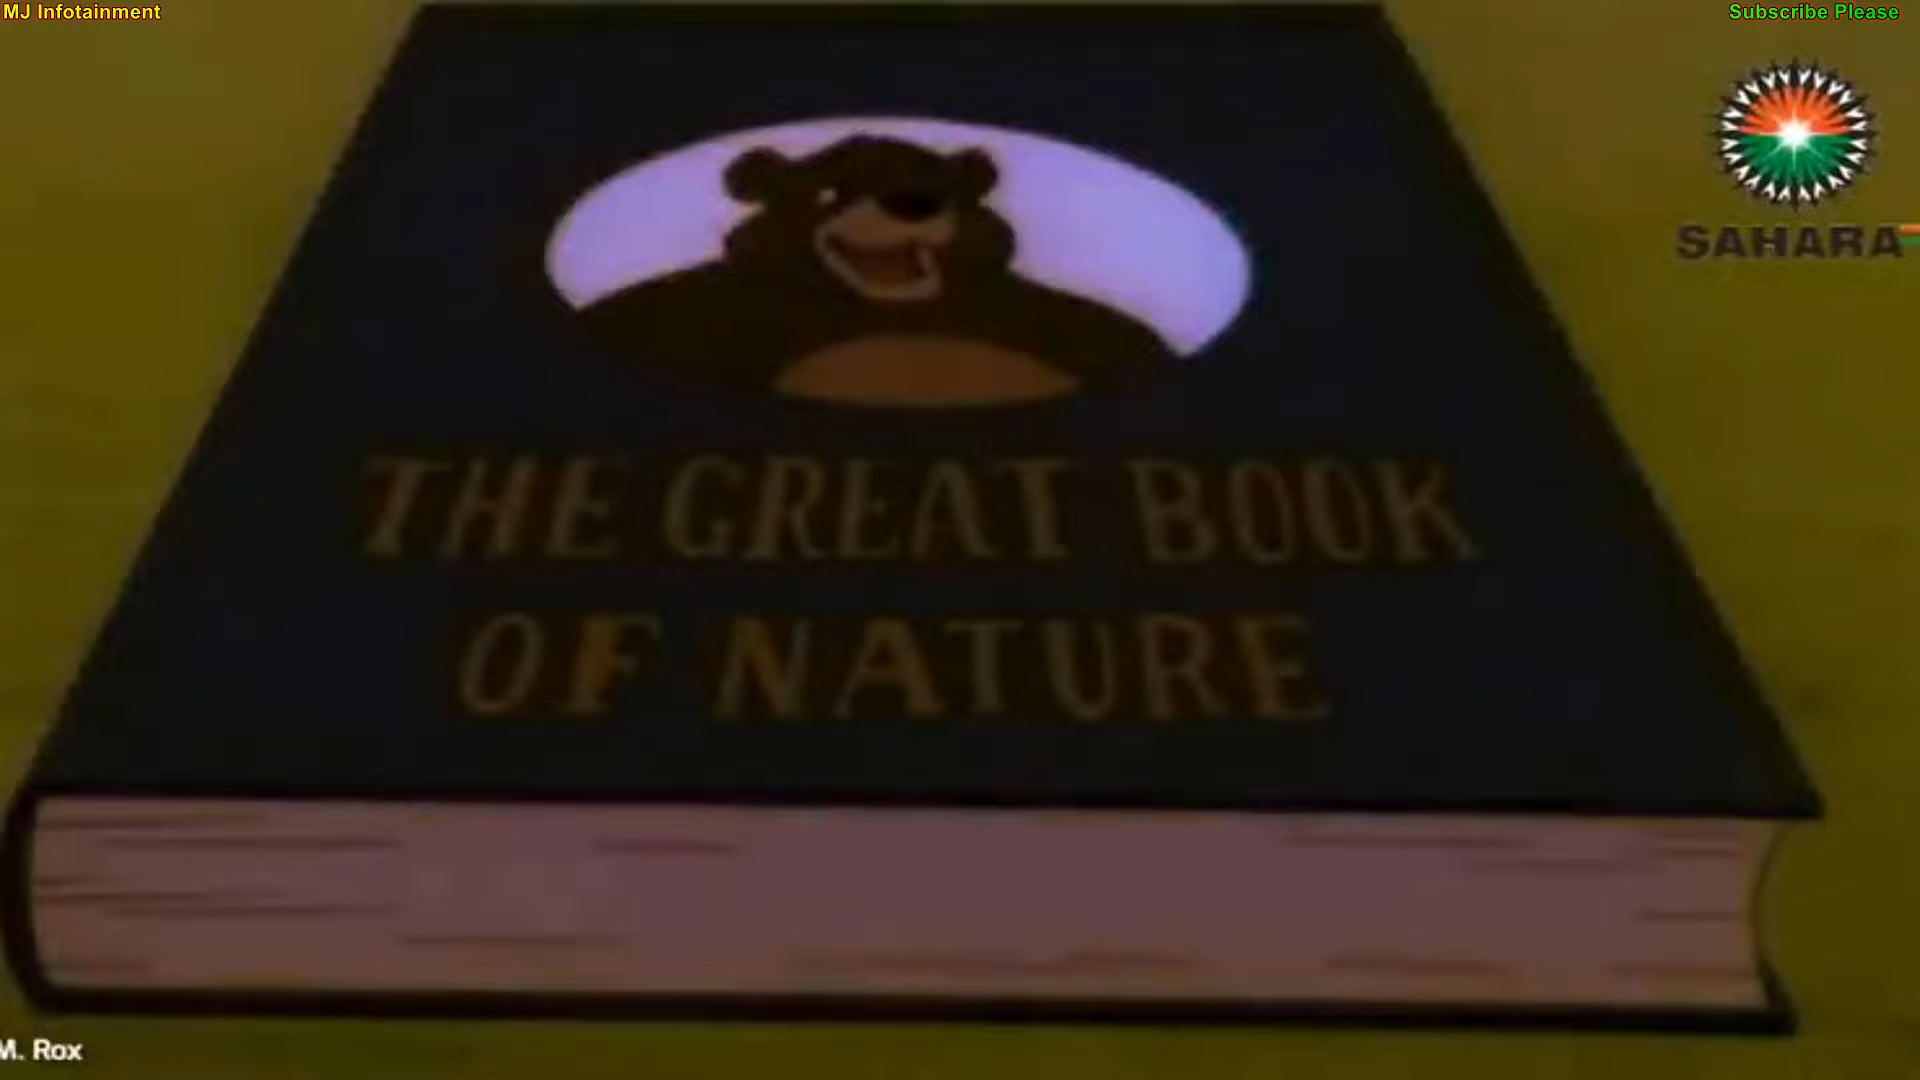 MJ Infotainment
Subscribe Please
SAHARA
THE GREAT BOOK
OF NATURE
M. Rox